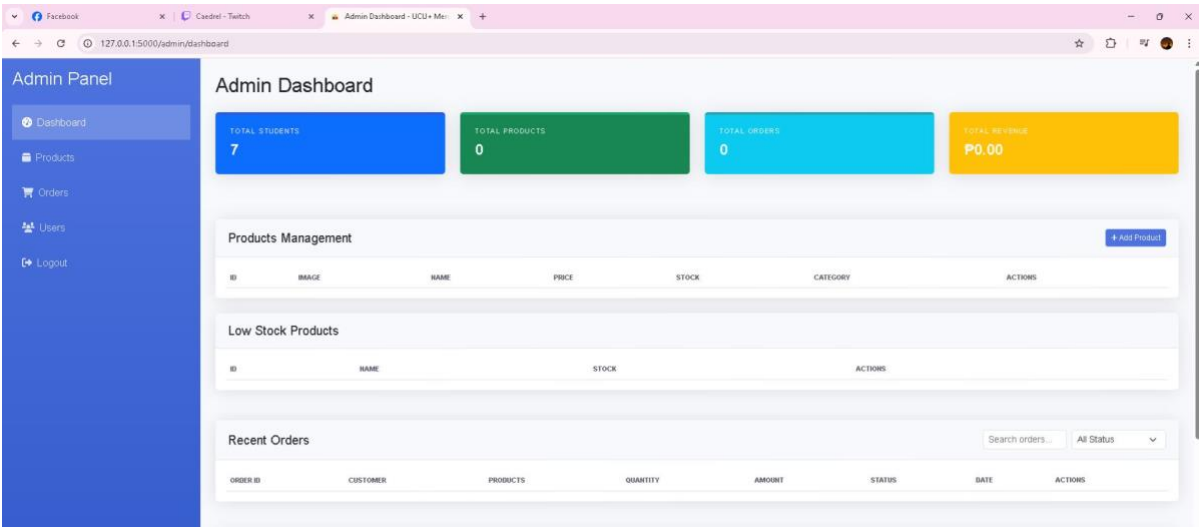 Facebook
Caedrel - Twitch
Admin Dashboard - UCU+ Mer
127.0.0.1:5000/admin/dashboard
Admin Panel
Dashboard
Products
Orders
Users
Logout
Admin Dashboard
TOTAL STUDENTS
7
TOTAL PRODUCTS
0
TOTAL ORDERS
0
TOTAL REVENUE
₱0.00
Products Management
+ Add Product
ID IMAGE NAME PRICE STOCK CATEGORY ACTIONS
Low Stock Products
ID NAME STOCK ACTIONS
Recent Orders
Search orders...
All Status
ORDER ID CUSTOMER PRODUCTS QUANTITY AMOUNT STATUS DATE ACTIONS